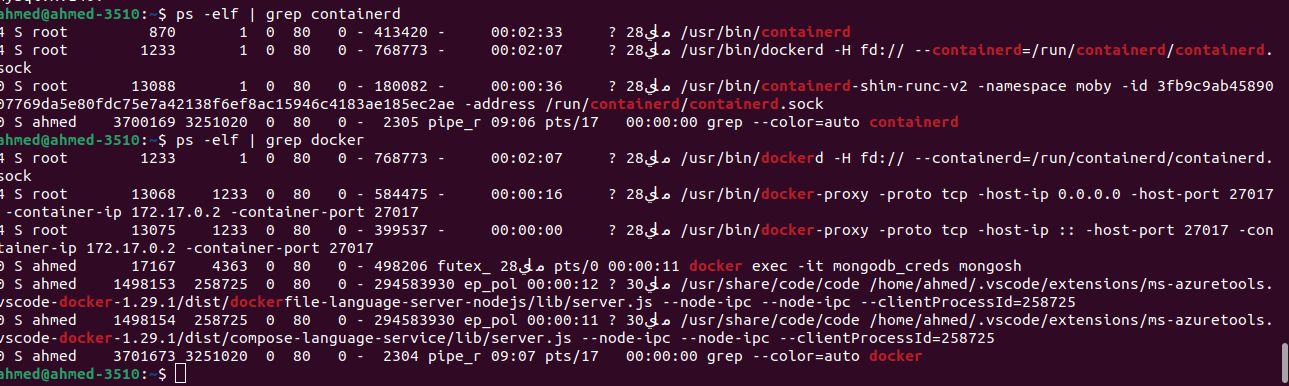 ahmed@ahmed-3510:~$ ps -elf | grep containerd
4 S root         870       1  0  80   0 - 413420 -     00:02:33     ? 28ماي /usr/bin/containerd
4 S root        1233       1  0  80   0 - 768773 -     00:02:07     ? 28ماي /usr/bin/dockerd -H fd:// --containerd=/run/containerd/containerd.
sock
0 S root       13088       1  0  80   0 - 180082 -     00:00:36     ? 28ماي /usr/bin/containerd-shim-runc-v2 -namespace moby -id 3fb9c9ab45890
07769da5e80fdc75e7a42138f6ef8ac15946c4183ae185ec2ae -address /run/containerd/containerd.sock
0 S ahmed    3700169 3251020  0  80   0 -  2305 pipe_r 09:06 pts/17   00:00:00 grep --color=auto containerd
ahmed@ahmed-3510:~$ ps -elf | grep docker
4 S root        1233       1  0  80   0 - 768773 -     00:02:07     ? 28ماي /usr/bin/dockerd -H fd:// --containerd=/run/containerd/containerd.
sock
0 S root       13068    1233  0  80   0 - 584475 -     00:00:16     ? 28ماي /usr/bin/docker-proxy -proto tcp -host-ip 0.0.0.0 -host-port 27017
 -container-ip 172.17.0.2 -container-port 27017
0 S root       13075    1233  0  80   0 - 399537 -     00:00:00     ? 28ماي /usr/bin/docker-proxy -proto tcp -host-ip :: -host-port 27017 -con
tainer-ip 172.17.0.2 -container-port 27017
0 S ahmed      17167    4363  0  80   0 - 498206 futex_ 28ماي pts/0 00:00:11 docker exec -it mongodb_creds mongosh
0 S ahmed    1498153  258725  0  80   0 - 294583930 ep_pol 00:00:12 ? 30ماي /usr/share/code/code /home/ahmed/.vscode/extensions/ms-azuretools.
vscode-docker-1.29.1/dist/dockerfile-language-server-nodejs/lib/server.js --node-ipc --node-ipc --clientProcessId=258725
0 S ahmed    1498154  258725  0  80   0 - 294583930 ep_pol 00:00:11 ? 30ماي /usr/share/code/code /home/ahmed/.vscode/extensions/ms-azuretools.
vscode-docker-1.29.1/dist/compose-language-service/lib/server.js --node-ipc --node-ipc --clientProcessId=258725
0 S ahmed    3701673 3251020  0  80   0 -  2304 pipe_r 09:07 pts/17   00:00:00 grep --color=auto docker
ahmed@ahmed-3510:~$